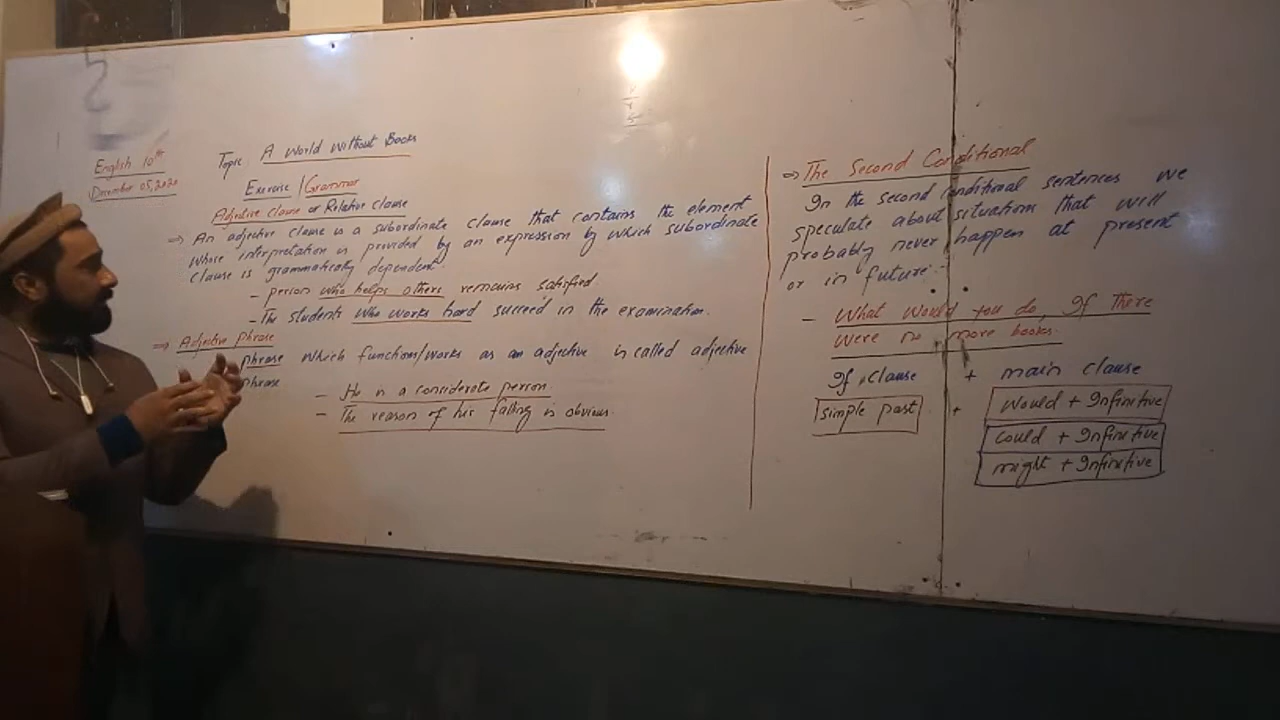 English 10th
December 05, 2020
Topic: A World Without Books
Exercise / Grammar
Adjective clause or Relative clause
⇒ An adjective clause is a subordinate clause that contains the element
whose interpretation is provided by an expression by which subordinate
clause is grammatically dependent.
- person who helps others remains satisfied
- The students who works hard succeed in the examination.
⇒ Adjective Phrase
phrase which functions/works as an adjective is called adjective
phrase
- He is a considerate person.
- The reason of his falling is obvious.
⇒ The Second Conditional
In the second conditional sentences we
speculate about situations that will
probably never happen at present
or in future:-
- What would you do, If there
were no more books.
If, Clause + main clause
simple past + would + Infinitive
could + Infinitive
might + Infinitive